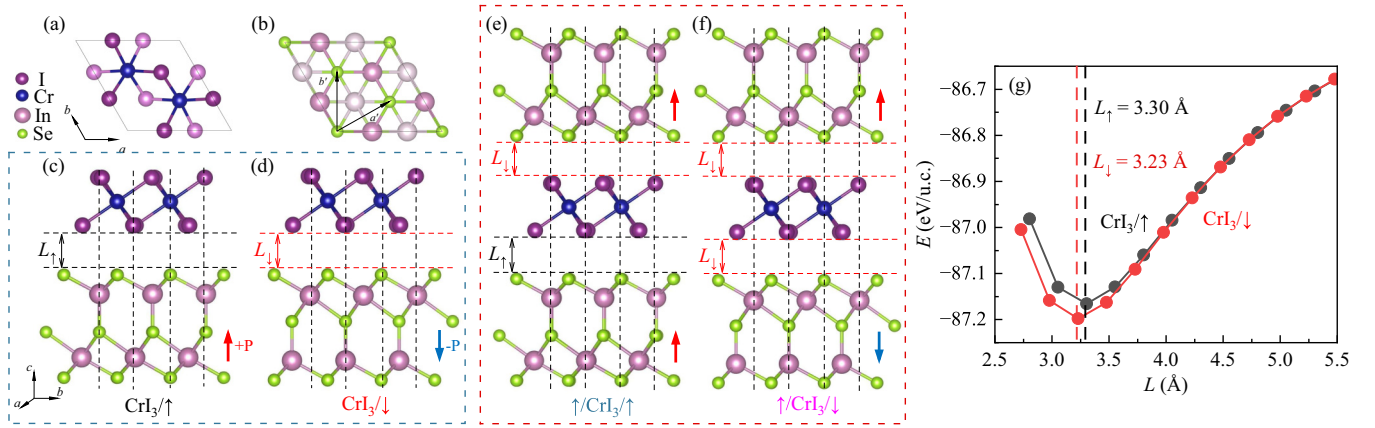 (a)
(b)
I
Cr
In
Se
b
a
b′
a′
(c)
(d)
L↑
L↓
+P
-P
c
b
a
CrI₃/↑
CrI₃/↓
(e)
(f)
L↓
L↓
L↑
L↓
↑/CrI₃/↑
↑/CrI₃/↓
(g)
L↑ = 3.30 Å
L↓ = 3.23 Å
CrI₃/↑
CrI₃/↓
E (eV/u.c.)
−86.7
−86.8
−86.9
−87.0
−87.1
−87.2
2.5 3.0 3.5 4.0 4.5 5.0 5.5
L (Å)